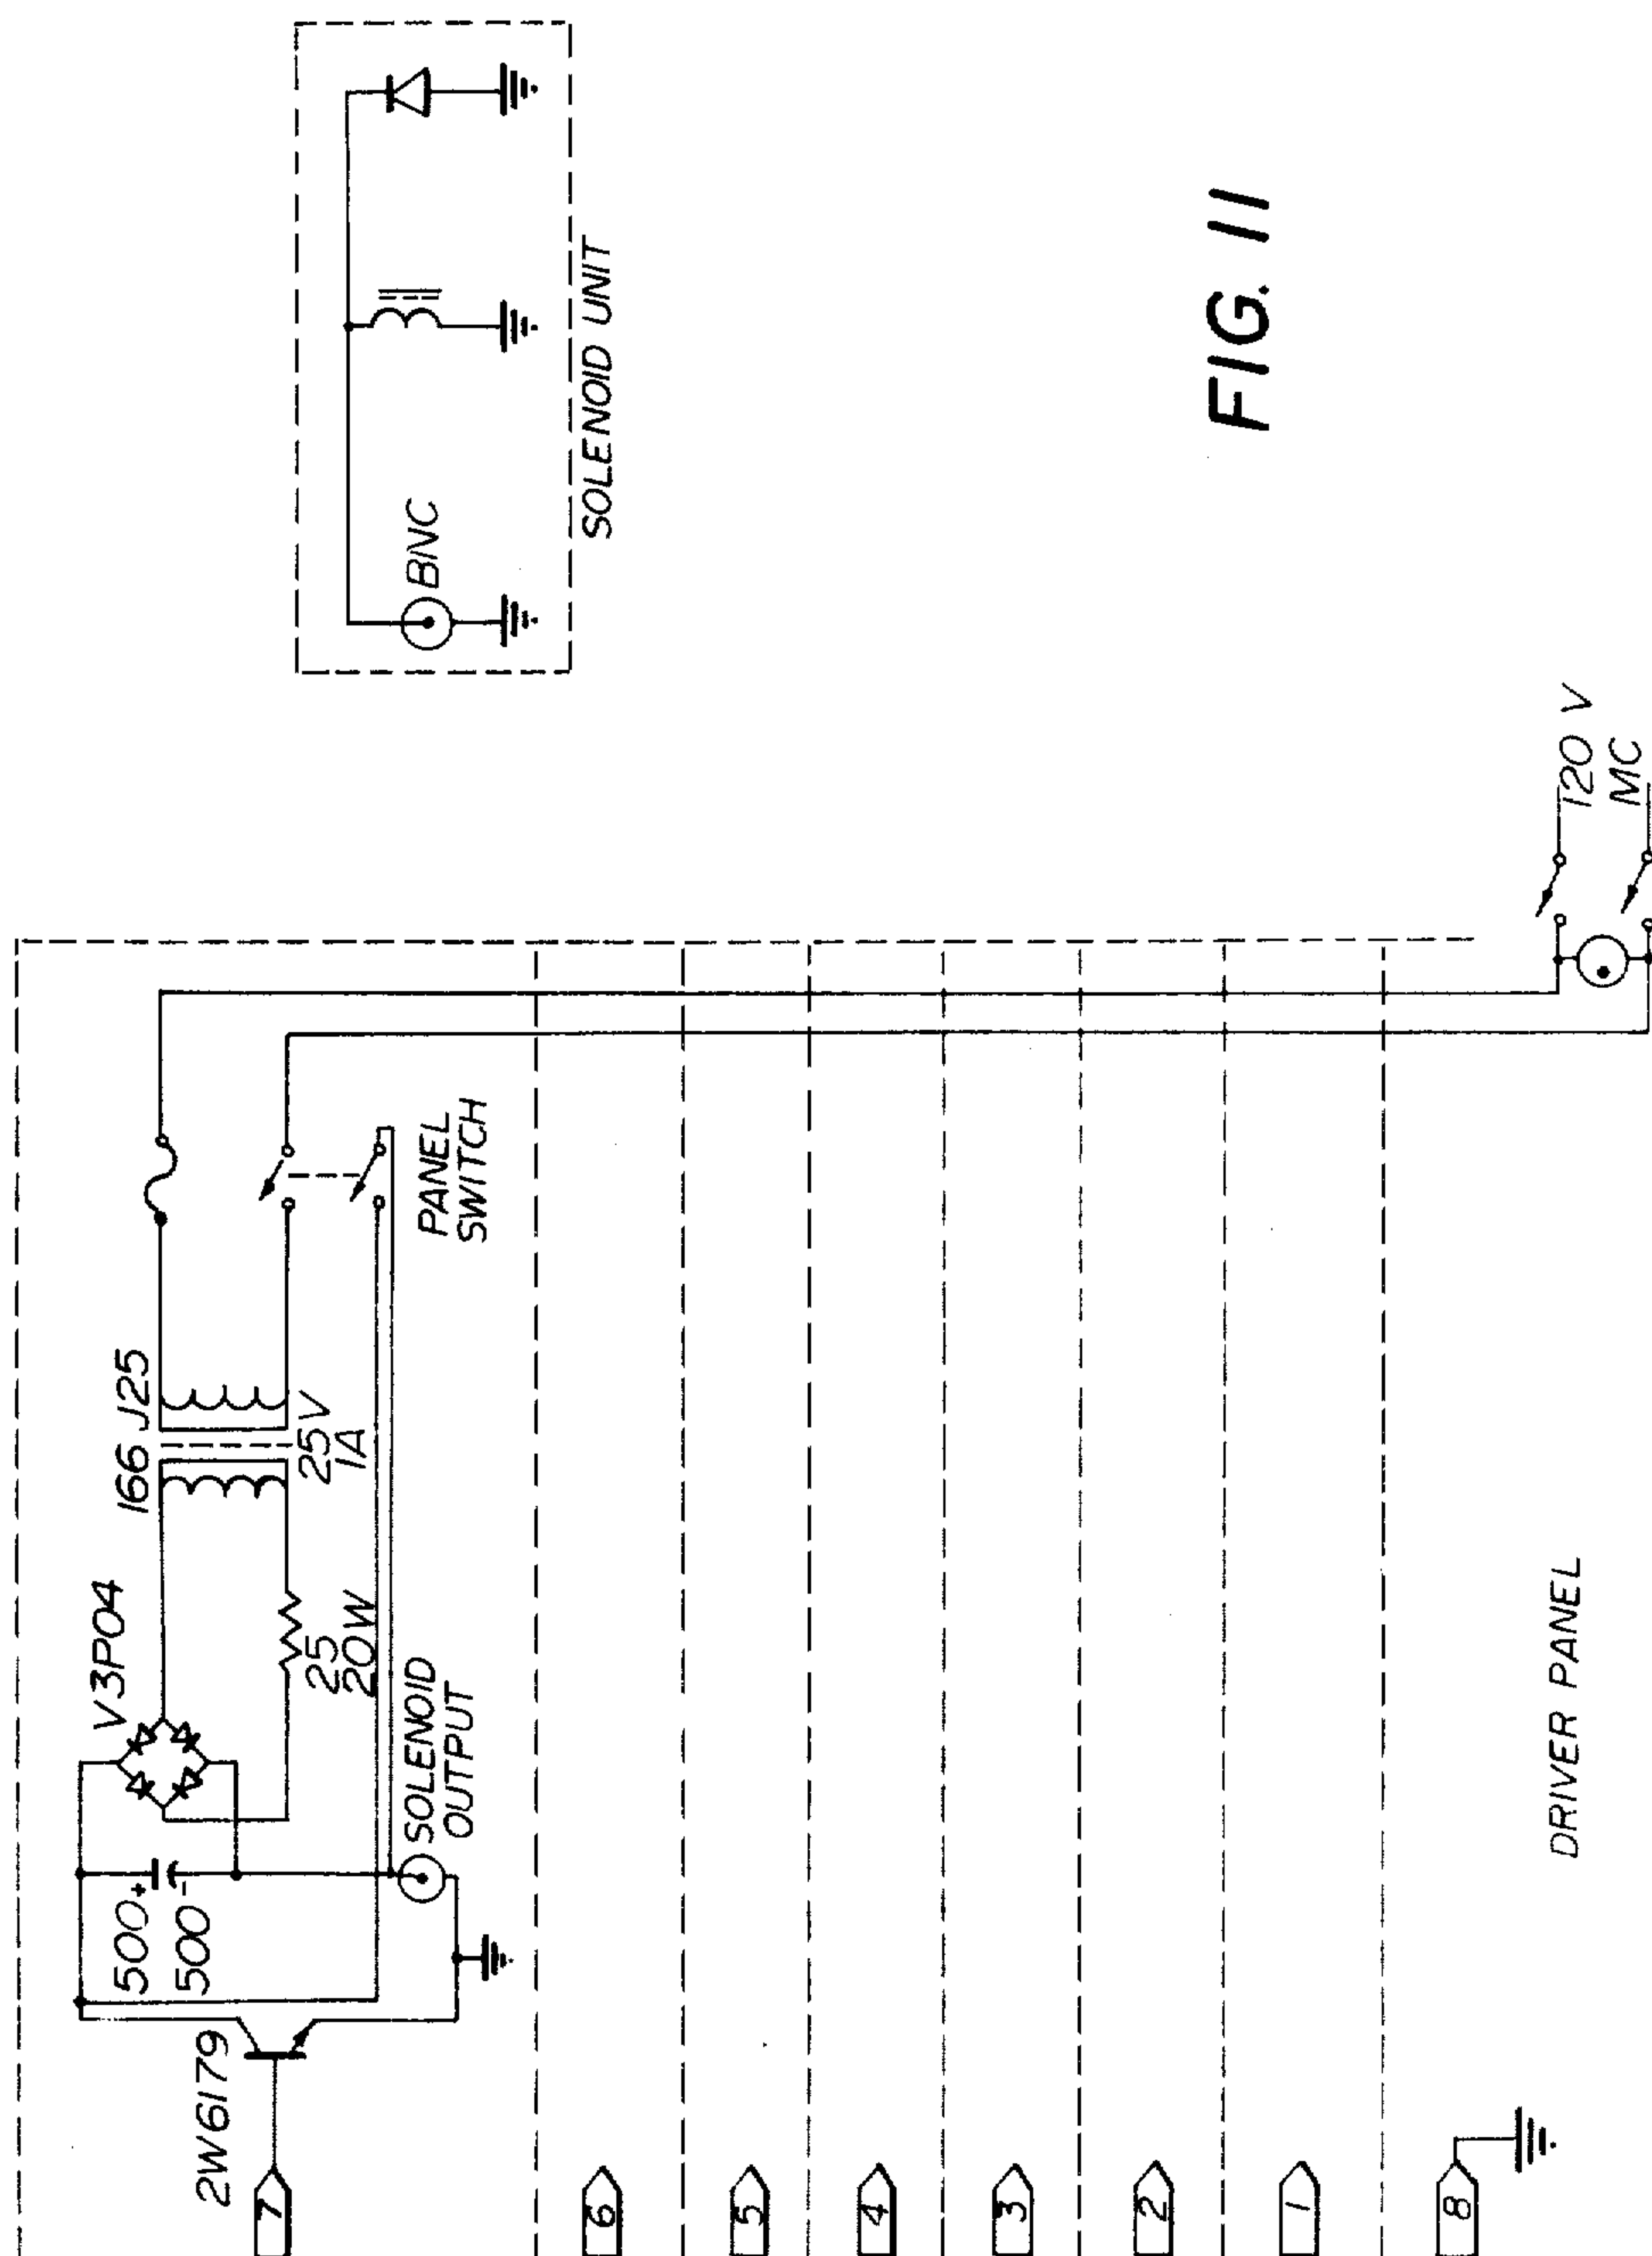 2W6179
500+
500-
V3P04
166 J25
25
20W
25V
1A
SOLENOID
OUTPUT
PANEL
SWITCH
7
6
5
4
3
2
1
8
DRIVER PANEL
120 V
MC
BNC
SOLENOID UNIT
FIG. 11